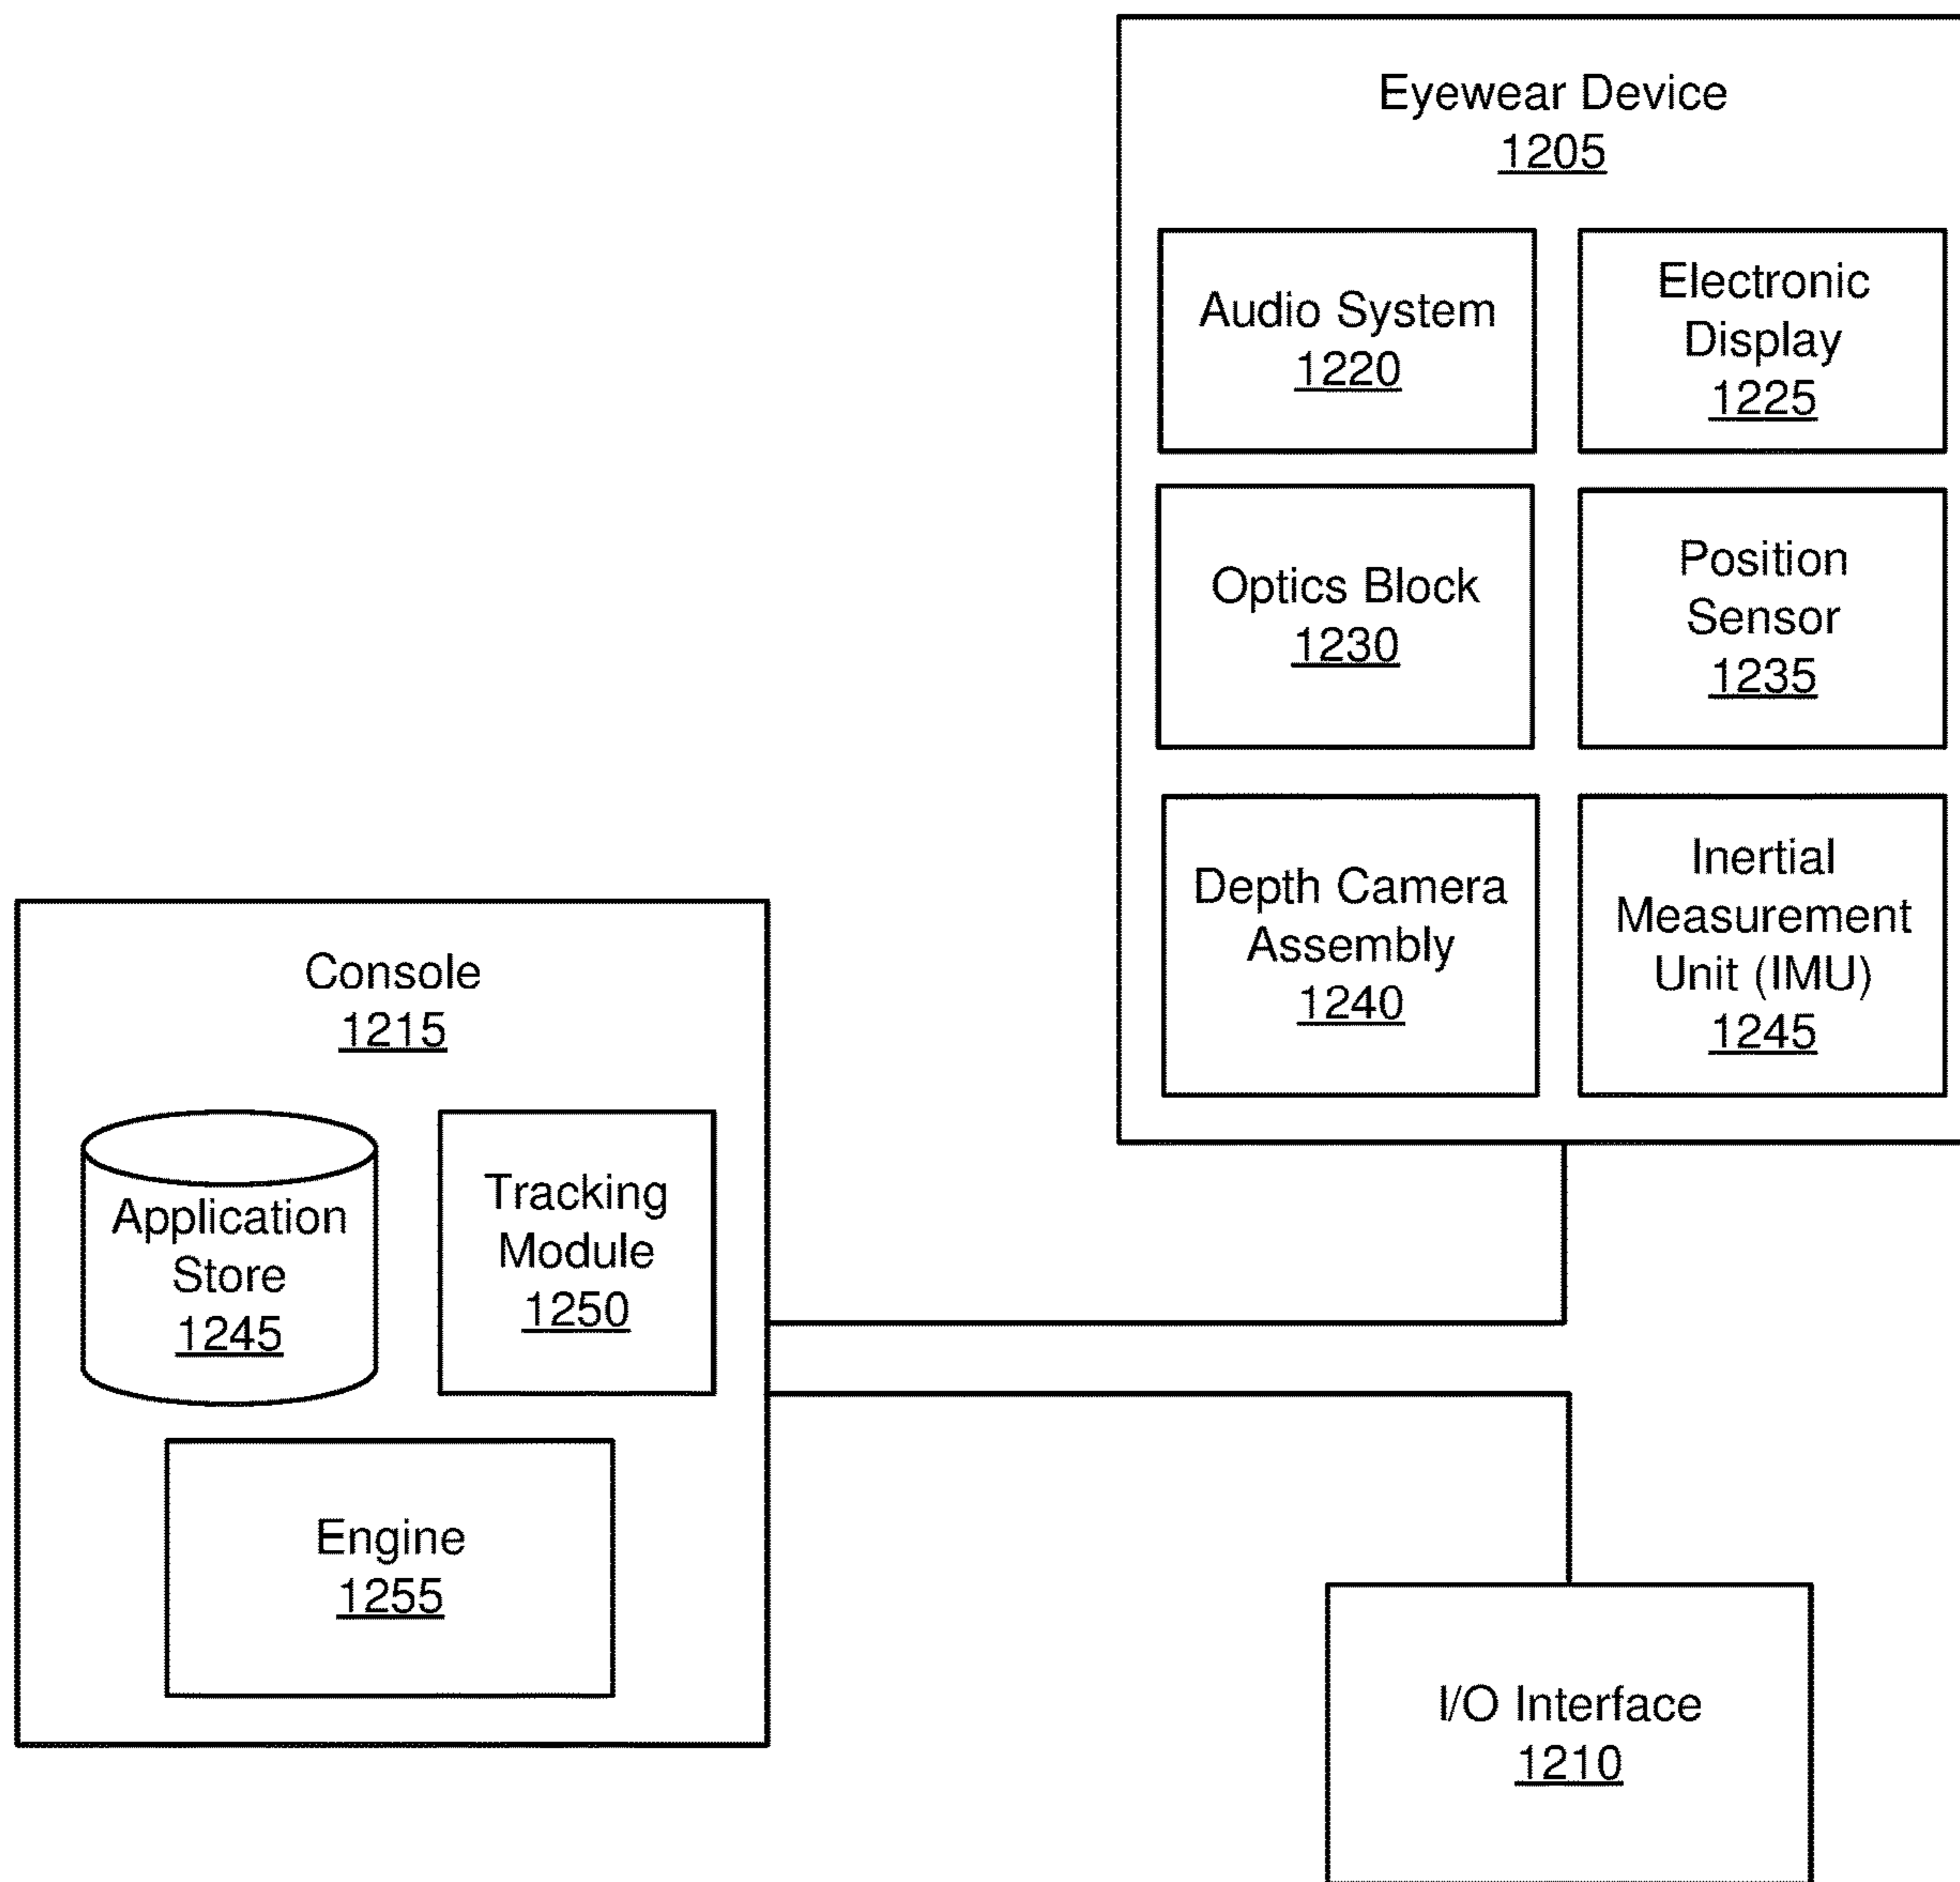 Eyewear Device
1205
Audio System
1220
Electronic
Display
1225
Optics Block
1230
Position
Sensor
1235
Depth Camera
Assembly
1240
Inertial
Measurement
Unit (IMU)
1245
Console
1215
Application
Store
1245
Tracking
Module
1250
Engine
1255
I/O Interface
1210